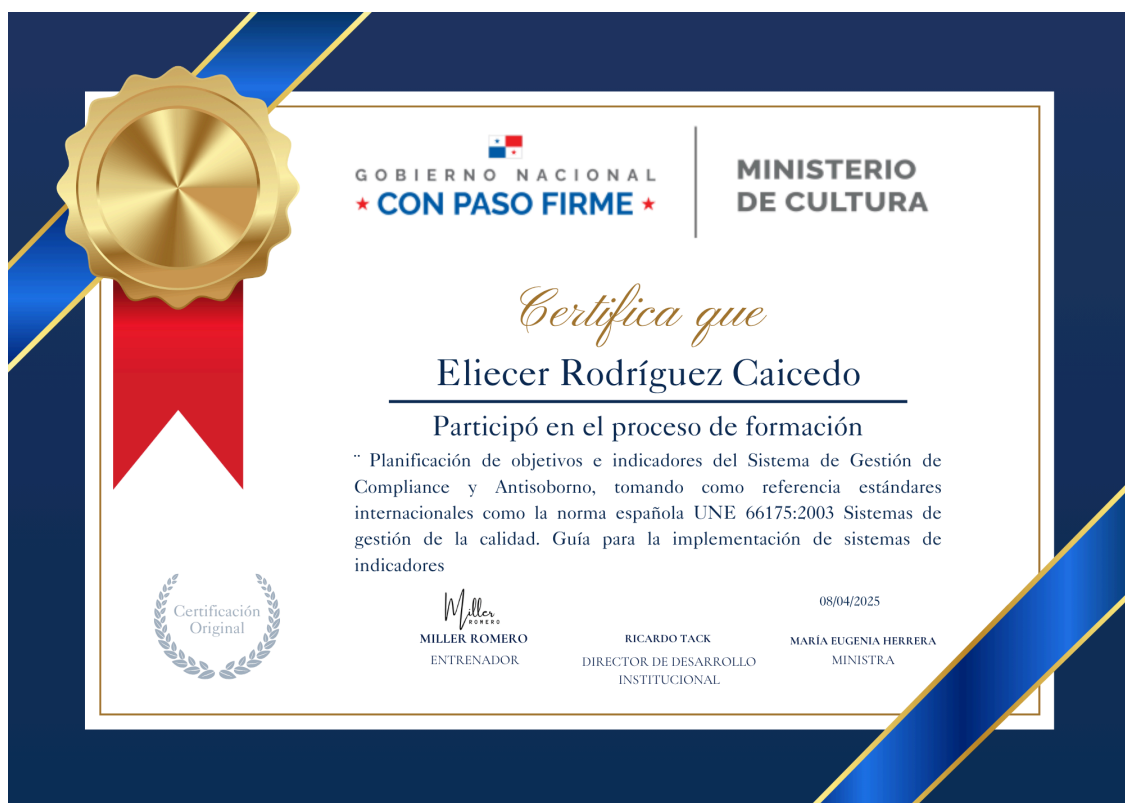 GOBIERNO NACIONAL
★ CON PASO FIRME ★
MINISTERIO
DE CULTURA
Certifica que
Eliecer Rodríguez Caicedo
Participó en el proceso de formación
¨ Planificación de objetivos e indicadores del Sistema de Gestión de
Compliance y Antisoborno, tomando como referencia estándares
internacionales como la norma española UNE 66175:2003 Sistemas de
gestión de la calidad. Guía para la implementación de sistemas de
indicadores
Certificación
Original
Miller
ROMERO
MILLER ROMERO
ENTRENADOR
RICARDO TACK
DIRECTOR DE DESARROLLO
INSTITUCIONAL
08/04/2025
MARÍA EUGENIA HERRERA
MINISTRA